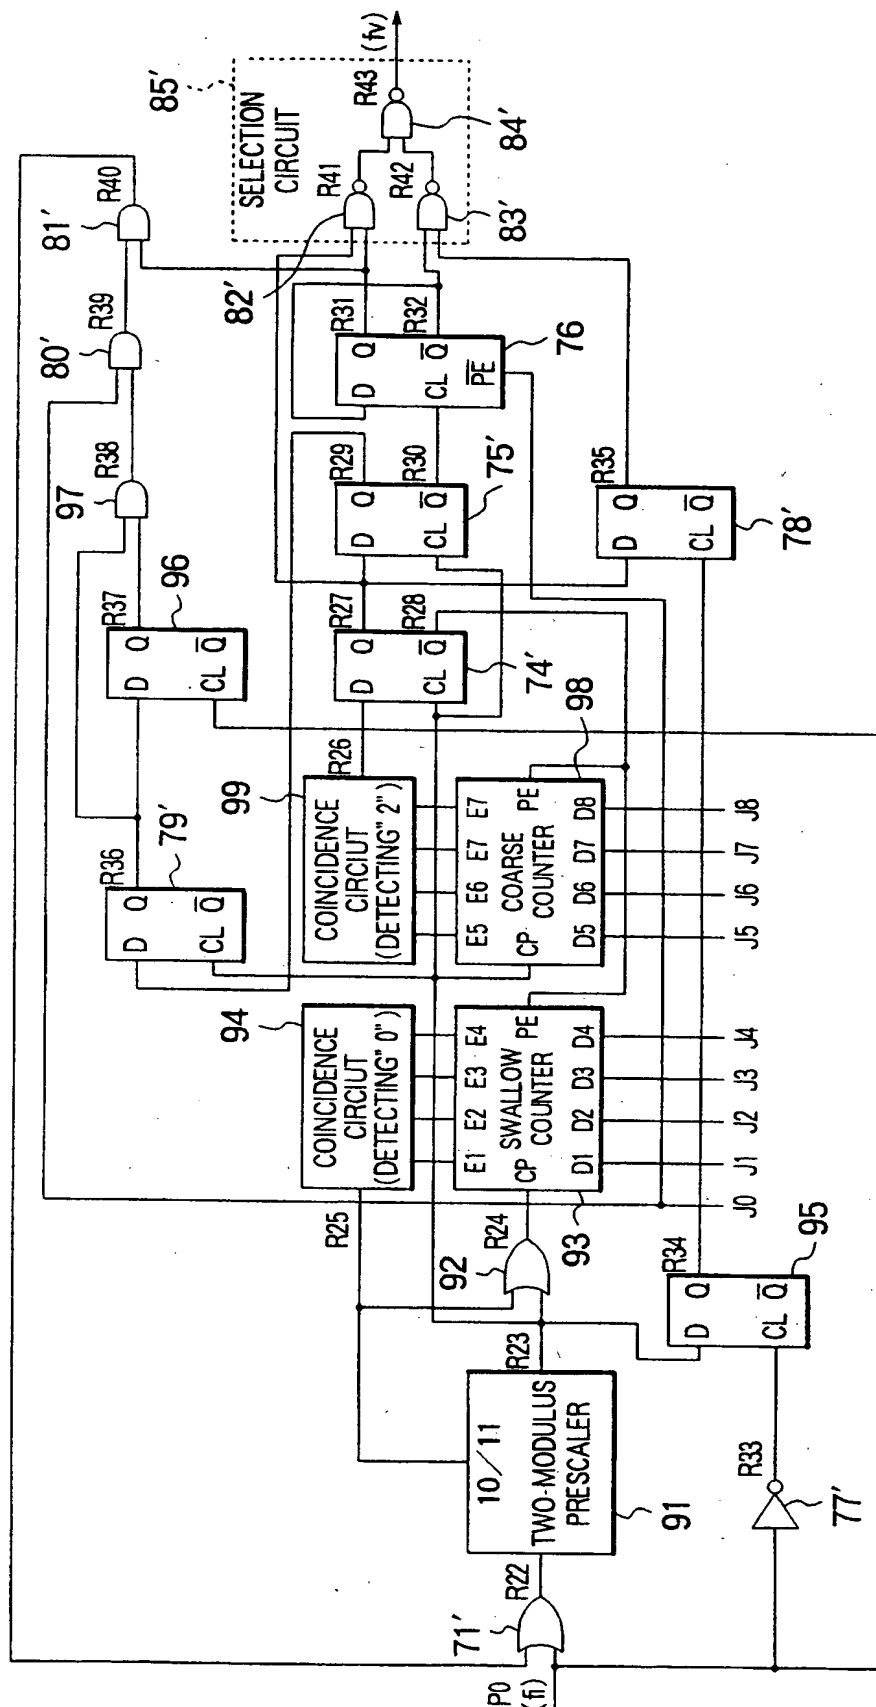 P0
(fi)
71′
R22
10/11
TWO-MODULUS
PRESCALER
91
R23
R33
77′
92
R24
R25
94
COINCIDENCE
CIRCIUT
(DETECTING" 0")
E1 E2 E3 E4
CP SWALLOW PE
COUNTER
D1 D2 D3 D4
93
J0 J1 J2 J3 J4
R34
D Q
CL Q
95
R36
79′
D Q
CL Q
99
COINCIDENCE
CIRCIUT
(DETECTING" 2")
R26
E5 E6 E7 E7
CP COARSE PE
COUNTER
D5 D6 D7 D8
98
J5 J6 J7 J8
R37
96
D Q
CL Q
R27
R28
D Q
CL Q
74′
97
R38
R29
R30
D Q
CL Q
75′
R35
D Q
CL Q
78′
80′
R39
R31
R32
D Q
CL Q
PE
76
81′
R40
82′
83′
85′
SELECTION
CIRCUIT
R41
R42
R43
84′
(fv)